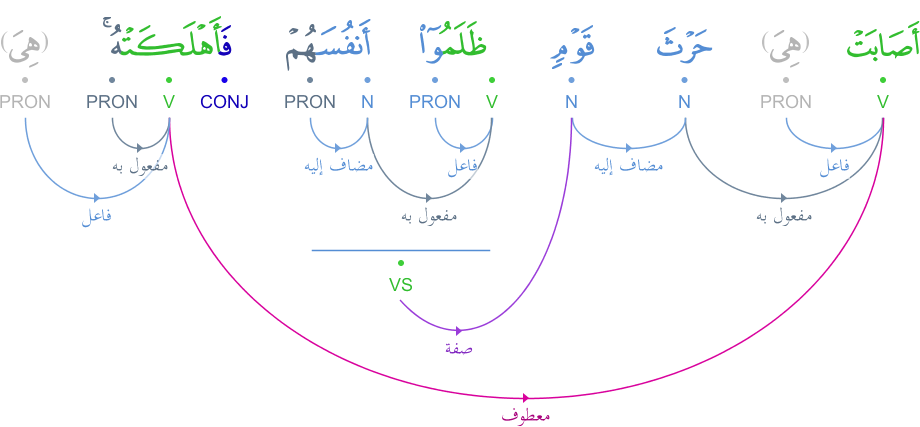 أَصَابَتْ (هِىَ) حَرْثَ قَوْمٍ ظَلَمُوٓا۟ أَنفُسَهُمْ فَأَهْلَكَتْهُ ۚ (هِىَ)
V PRON N N V PRON N PRON CONJ V PRON PRON
فاعل مضاف إليه فاعل مضاف إليه مفعول به
مفعول به مفعول به فاعل
VS
صفة
معطوف